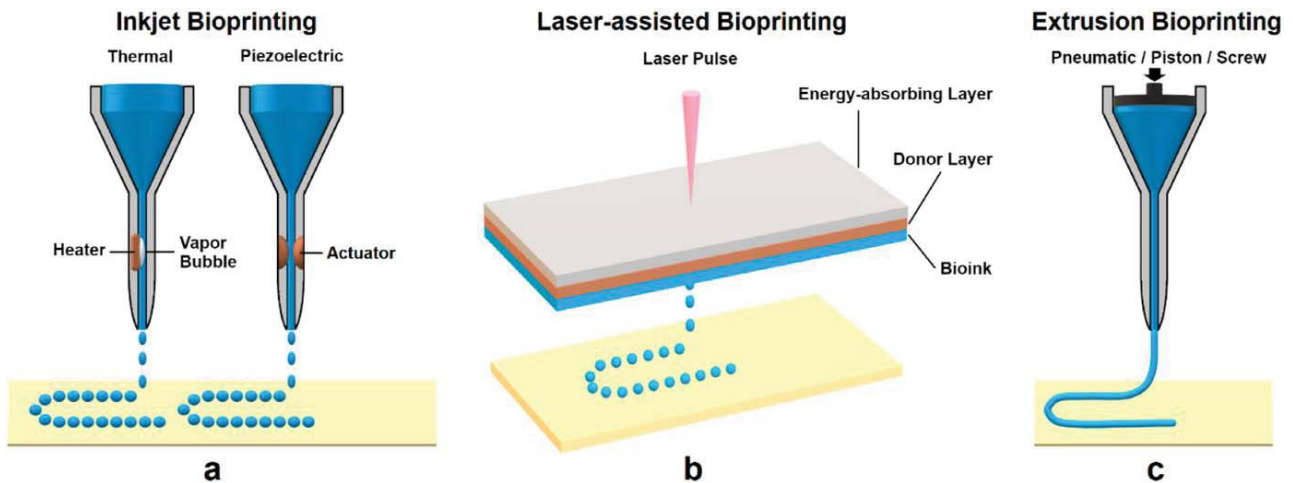 Inkjet Bioprinting
Thermal
Piezoelectric
Heater
Vapor
Bubble
Actuator
a
Laser-assisted Bioprinting
Laser Pulse
Energy-absorbing Layer
Donor Layer
Bioink
b
Extrusion Bioprinting
Pneumatic / Piston / Screw
c